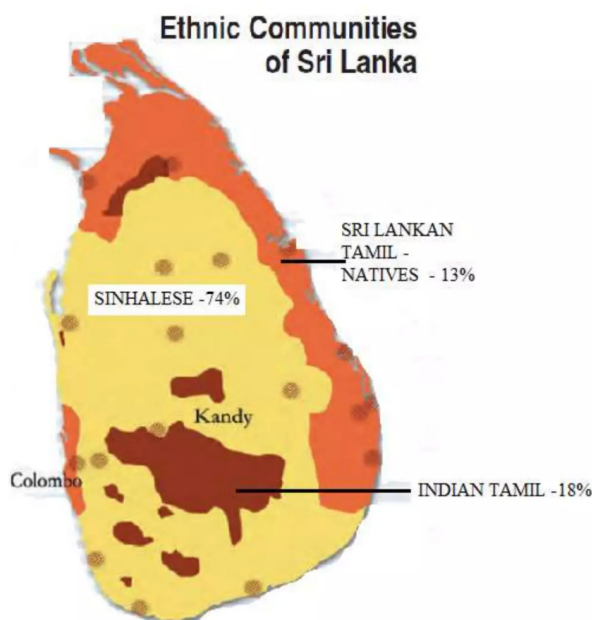 Ethnic Communities
of Sri Lanka
SRI LANKAN
TAMIL -
NATIVES - 13%
SINHALESE -74%
Kandy
Colombo
INDIAN TAMIL -18%